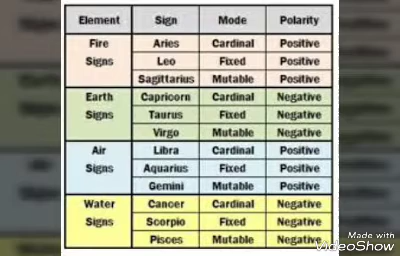 Element Sign Mode Polarity
Fire Aries Cardinal Positive
Signs Leo Fixed Positive
Sagittarius Mutable Positive
Earth Capricorn Cardinal Negative
Signs Taurus Fixed Negative
Virgo Mutable Negative
Air Libra Cardinal Positive
Signs Aquarius Fixed Positive
Gemini Mutable Positive
Water Cancer Cardinal Negative
Signs Scorpio Fixed Negative
Pisces Mutable Negative
Made with
VideoShow